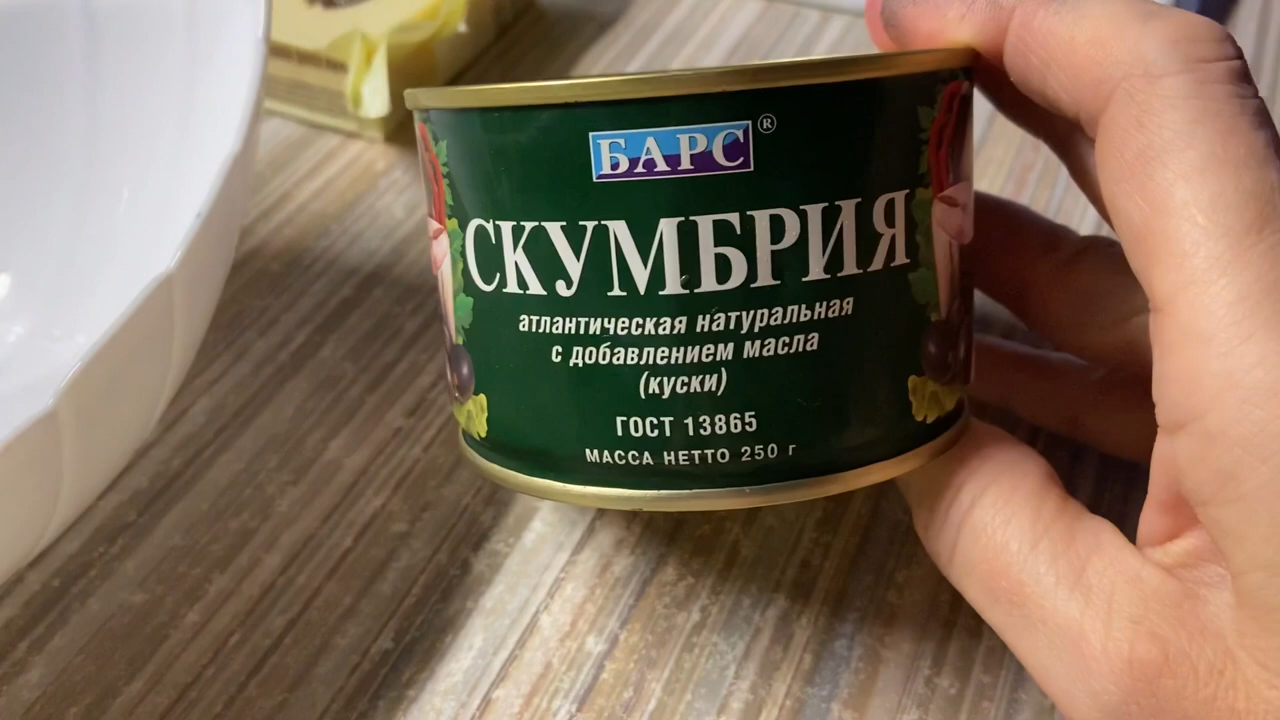 БАРС ®
СКУМБРИЯ
атлантическая натуральная
с добавлением масла
(куски)
ГОСТ 13865
МАССА НЕТТО 250 г